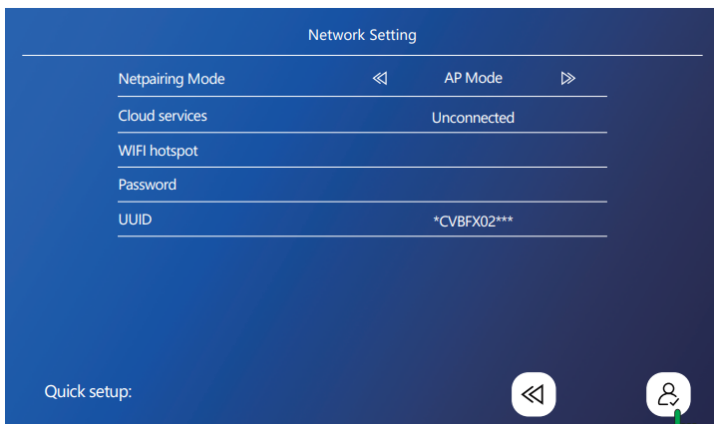 Network Setting
Netpairing Mode AP Mode
Cloud services Unconnected
WIFI hotspot
Password
UUID *CVBFX02***
Quick setup: